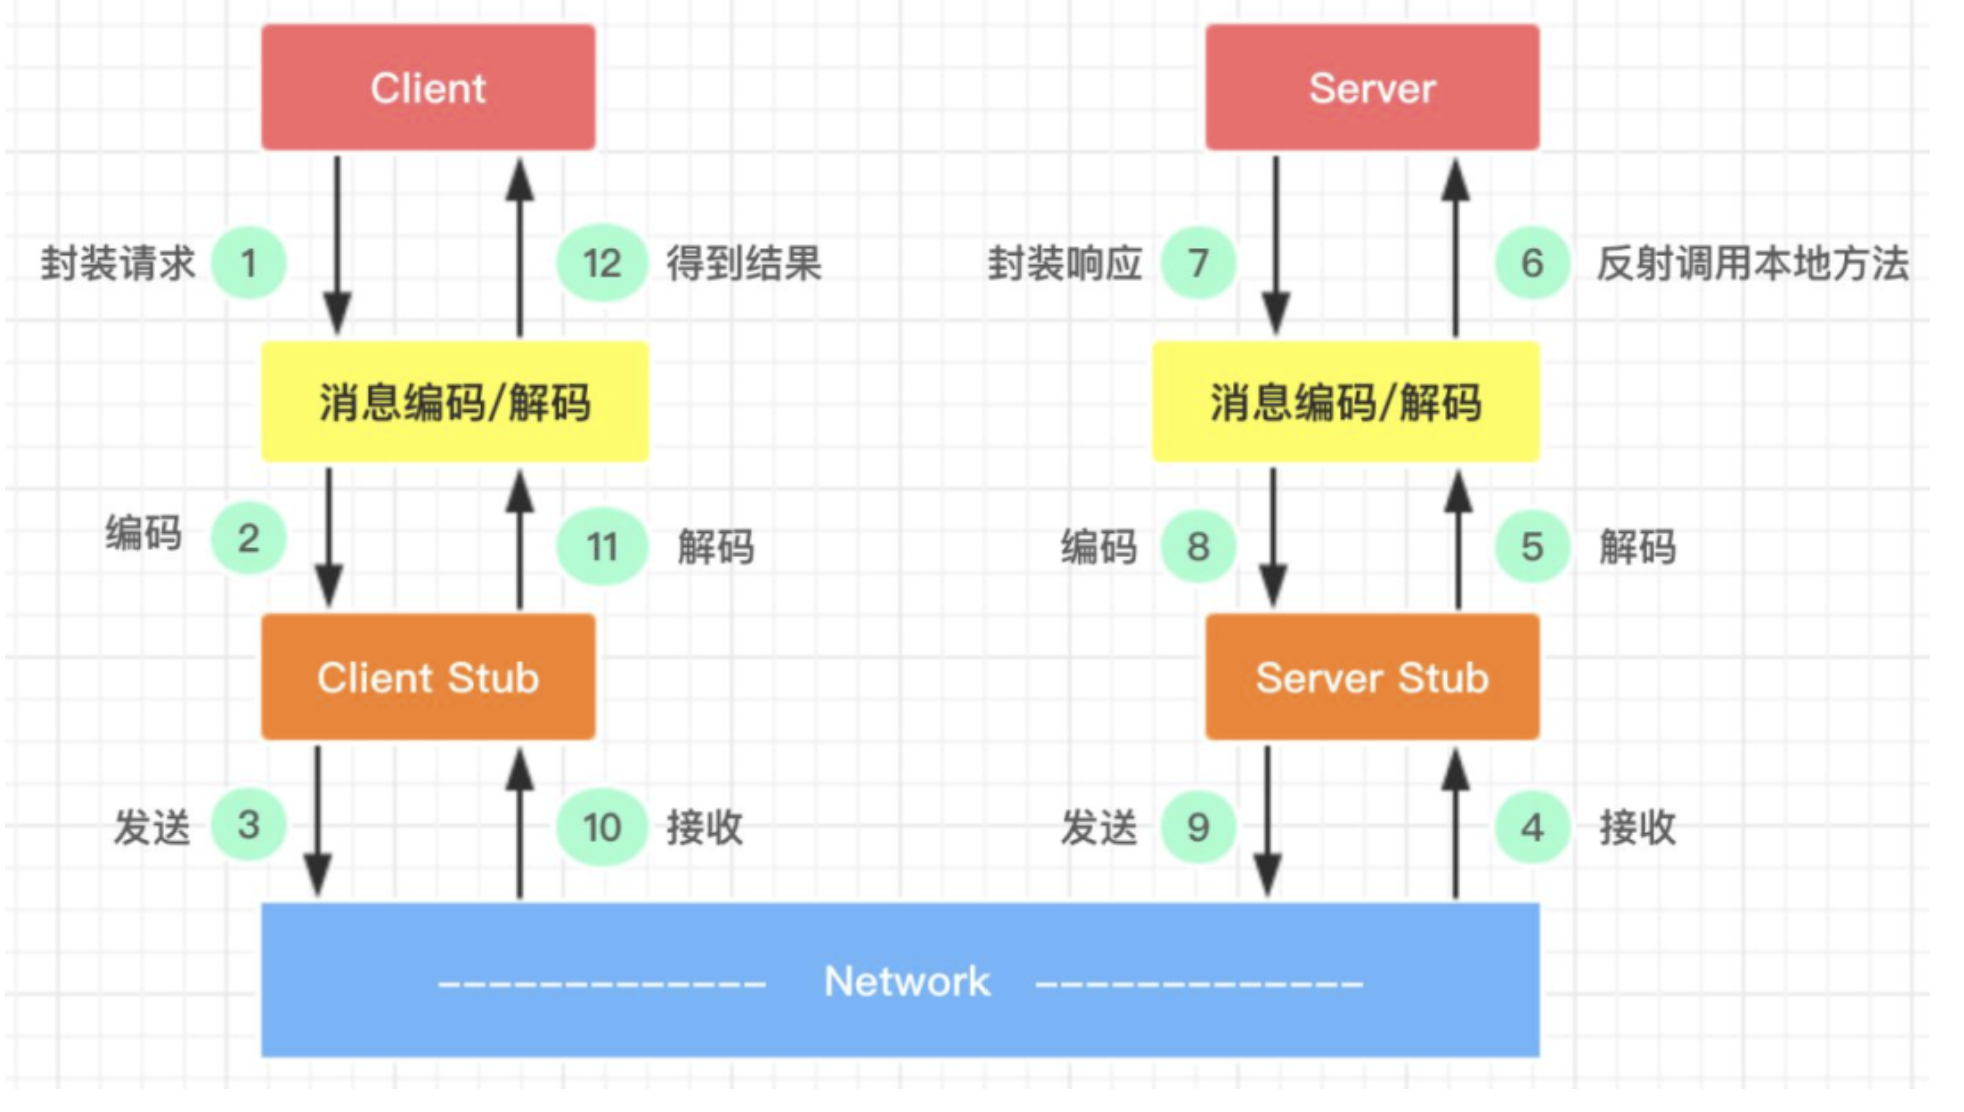 Client
Server
封装请求 1
12 得到结果
封装响应 7
6 反射调用本地方法
消息编码/解码
消息编码/解码
编码 2
11 解码
编码 8
5 解码
Client Stub
Server Stub
发送 3
10 接收
发送 9
4 接收
Network